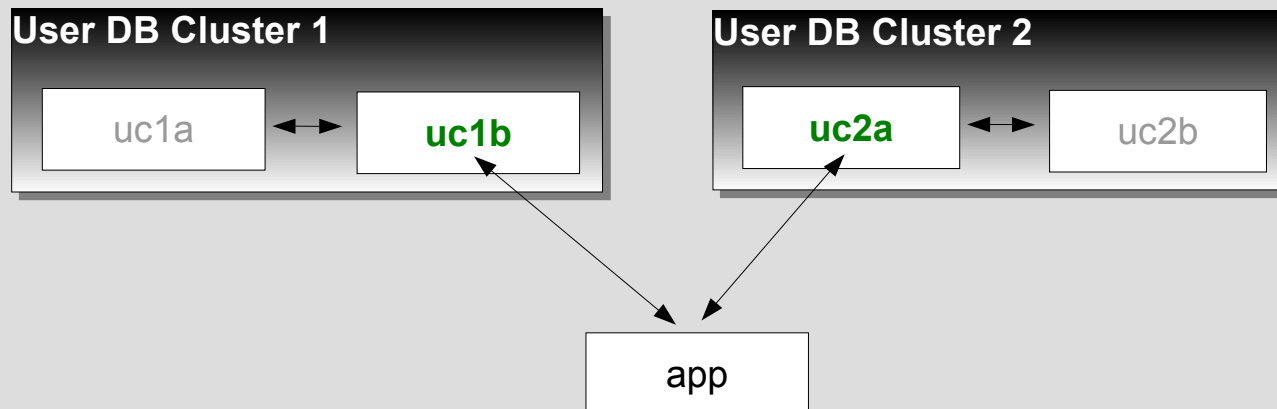 User DB Cluster 1
User DB Cluster 2
uc1a
uc1b
uc2a
uc2b
app